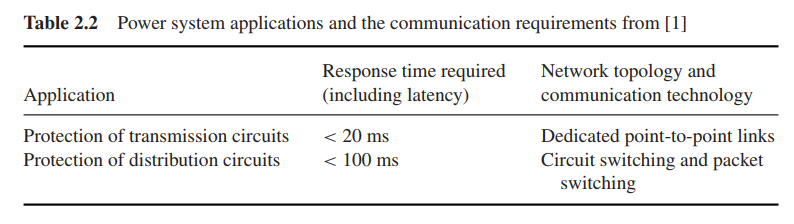 Table 2.2 Power system applications and the communication requirements from [1]
Application Response time required (including latency) Network topology and communication technology
Protection of transmission circuits < 20 ms Dedicated point-to-point links
Protection of distribution circuits < 100 ms Circuit switching and packet switching